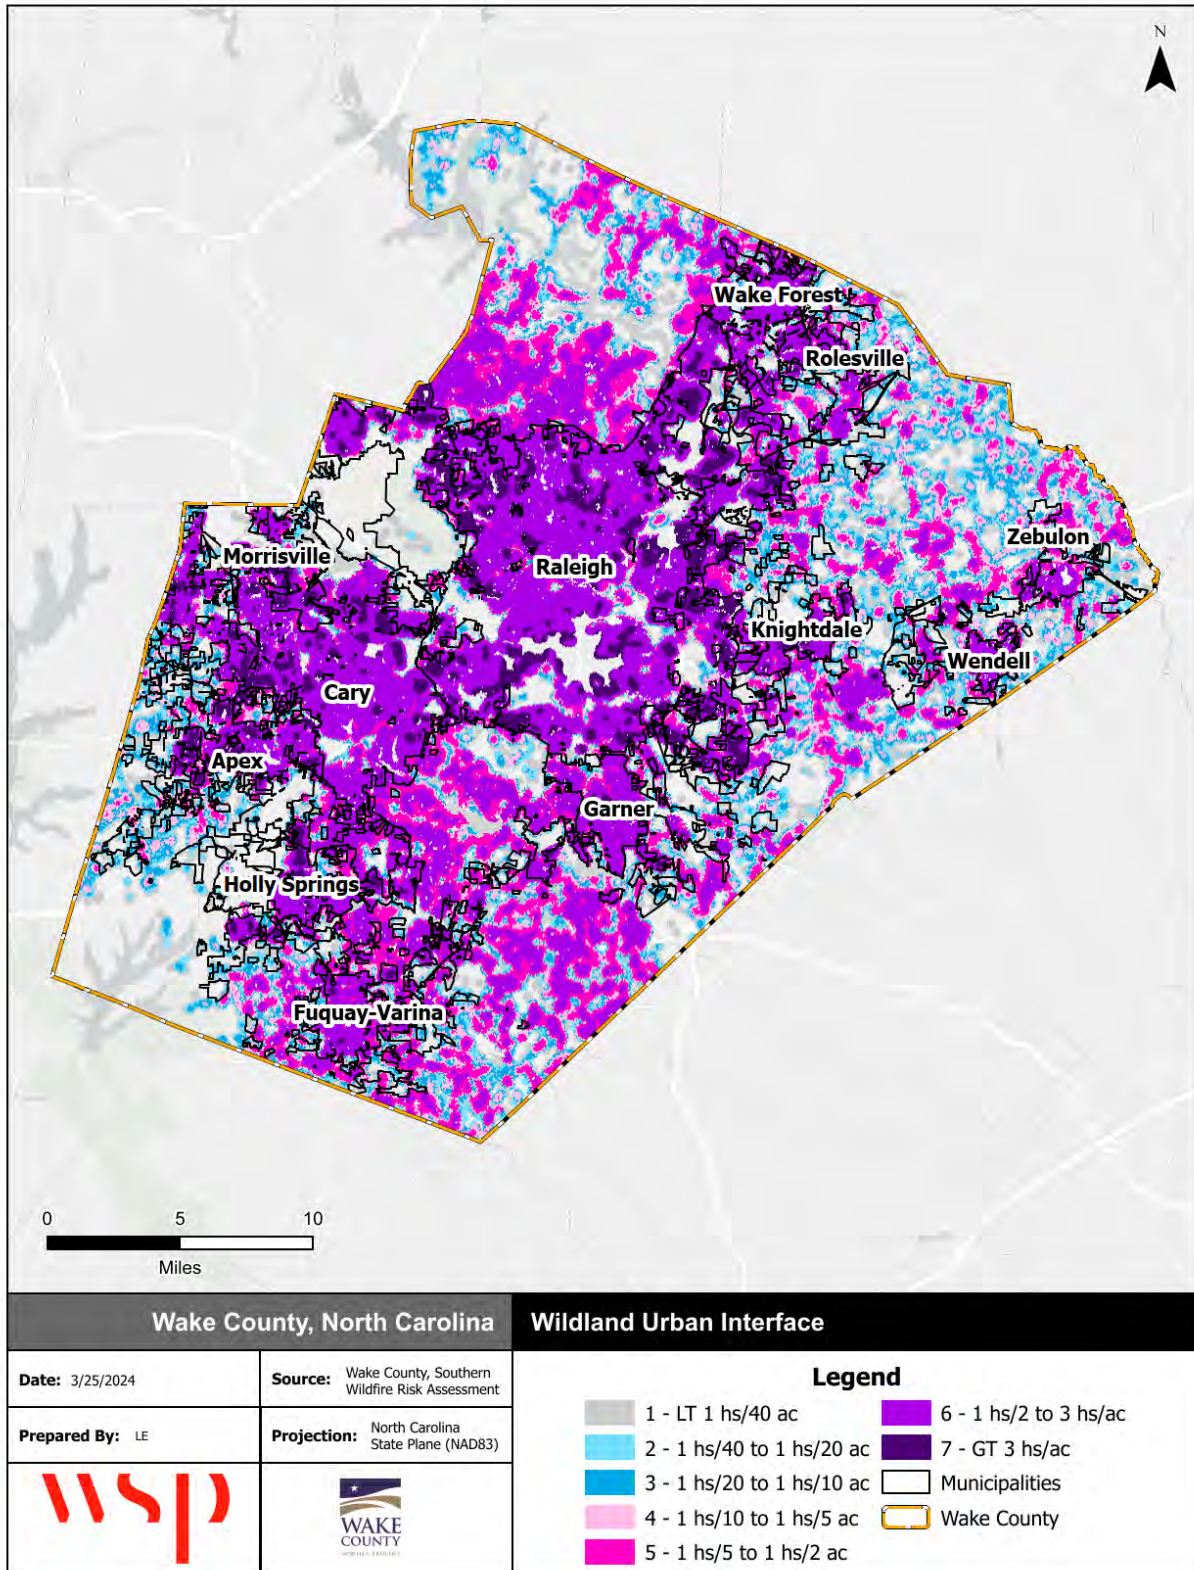 N
Wake Forest
Rolesville
Zebulon
Morrisville
Raleigh
Knightdale
Wendell
Cary
Apex
Garner
Holly Springs
Fuquay-Varina
0 5 10
Miles
Wake County, North Carolina
Wildland Urban Interface
Date: 3/25/2024
Source: Wake County, Southern
Wildfire Risk Assessment
Prepared By: LE
Projection: North Carolina
State Plane (NAD83)
wsp
WAKE
COUNTY
NORTH CAROLINA
Legend
1 - LT 1 hs/40 ac
2 - 1 hs/40 to 1 hs/20 ac
3 - 1 hs/20 to 1 hs/10 ac
4 - 1 hs/10 to 1 hs/5 ac
5 - 1 hs/5 to 1 hs/2 ac
6 - 1 hs/2 to 3 hs/ac
7 - GT 3 hs/ac
Municipalities
Wake County